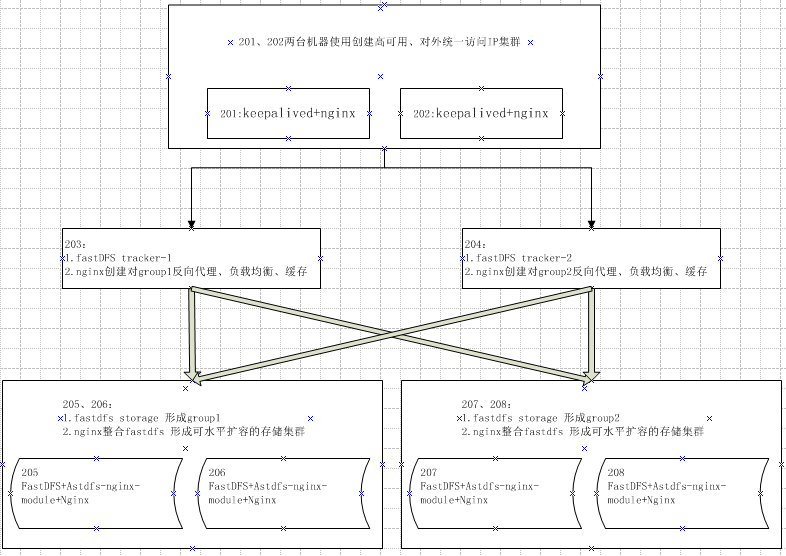 201、202两台机器使用创建高可用、对外统一访问IP集群
201:keepalived+nginx
202:keepalived+nginx
203:
1.fastDFS tracker-1
2.nginx创建对group1反向代理、负载均衡、缓存
204:
1.fastDFS tracker-2
2.nginx创建对group2反向代理、负载均衡、缓存
205、206:
1.fastdfs storage 形成group1
2.nginx整合fastdfs 形成可水平扩容的存储集群
205
FastDFS+Astdfs-nginx-
module+Nginx
206
FastDFS+Astdfs-nginx-
module+Nginx
207、208:
1.fastdfs storage 形成group2
2.nginx整合fastdfs 形成可水平扩容的存储集群
207
FastDFS+Astdfs-nginx-
module+Nginx
208
FastDFS+Astdfs-nginx-
module+Nginx